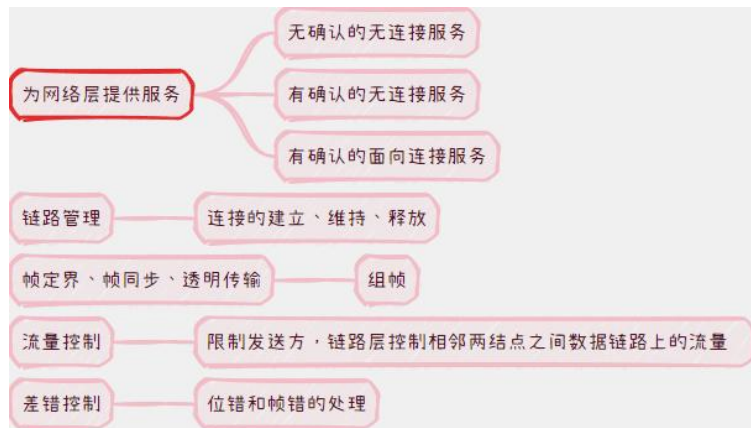 无确认的无连接服务
为网络层提供服务
有确认的无连接服务
有确认的面向连接服务
链路管理
连接的建立、维持、释放
帧定界、帧同步、透明传输
组帧
流量控制
限制发送方，链路层控制相邻两结点之间数据链路上的流量
差错控制
位错和帧错的处理